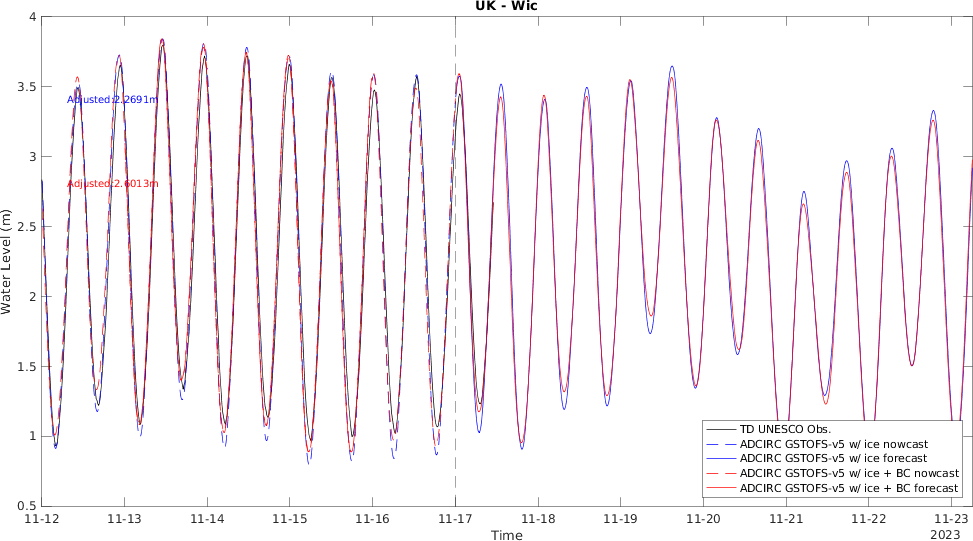 UK - Wic
4
3.5
3
2.5
2
1.5
1
0.5
Water Level (m)
Adjusted:2.2691m
Adjusted:2.6013m
TD UNESCO Obs.
ADCIRC GSTOFS-v5 w/ ice nowcast
ADCIRC GSTOFS-v5 w/ ice forecast
ADCIRC GSTOFS-v5 w/ ice + BC nowcast
ADCIRC GSTOFS-v5 w/ ice + BC forecast
11-12 11-13 11-14 11-15 11-16 11-17 11-18 11-19 11-20 11-21 11-22 11-23
2023
Time